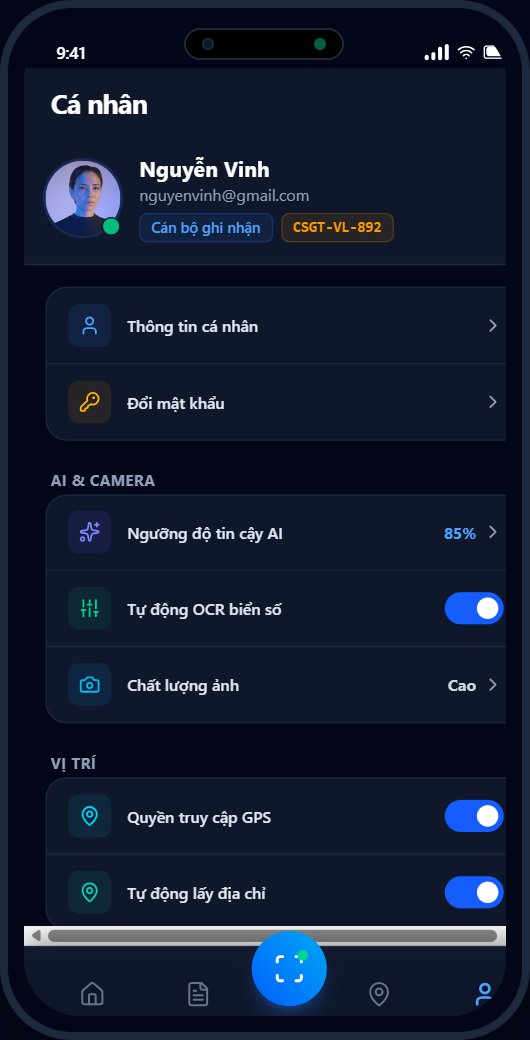 9:41
Cá nhân
Nguyễn Vinh
nguyenvinh@gmail.com
Cán bộ ghi nhận CSGT-VL-892
Thông tin cá nhân
Đổi mật khẩu
AI & CAMERA
Ngưỡng độ tin cậy AI 85%
Tự động OCR biển số
Chất lượng ảnh Cao
VỊ TRÍ
Quyền truy cập GPS
Tự động lấy địa chỉ